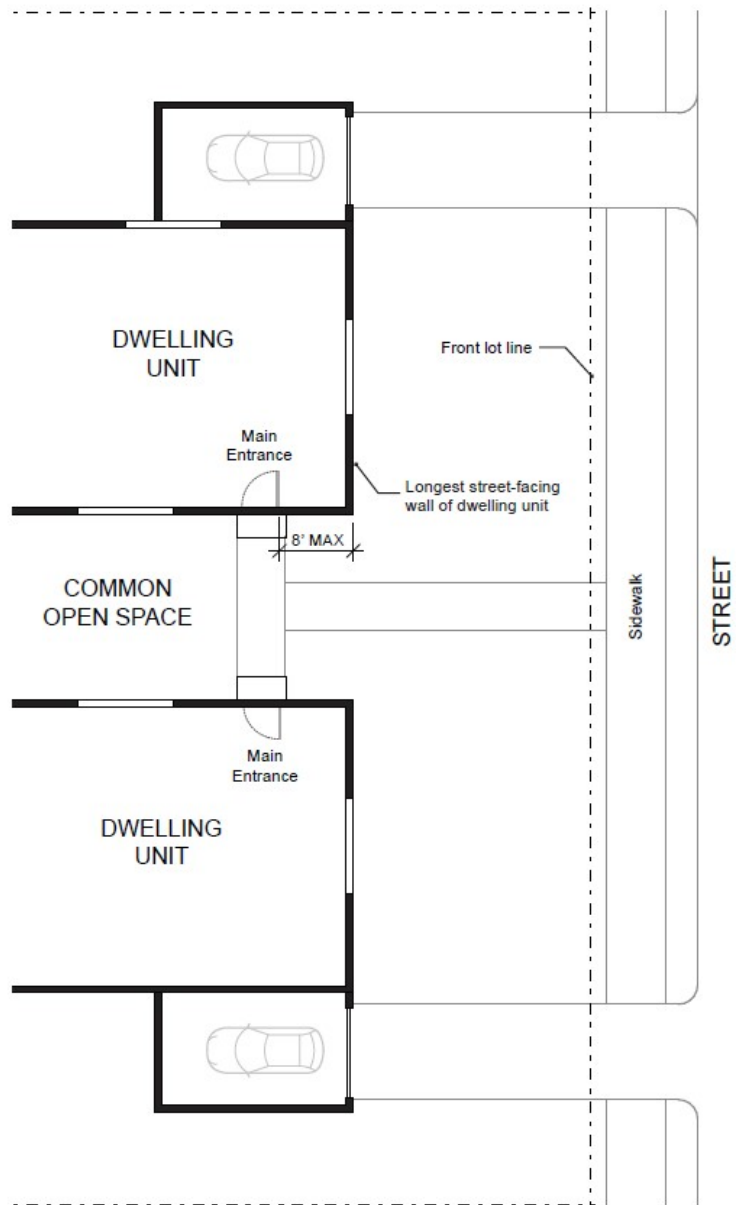 DWELLING
UNIT
Front lot line
Main
Entrance
Longest street-facing
wall of dwelling unit
8' MAX
COMMON
OPEN SPACE
Sidewalk
STREET
Main
Entrance
DWELLING
UNIT